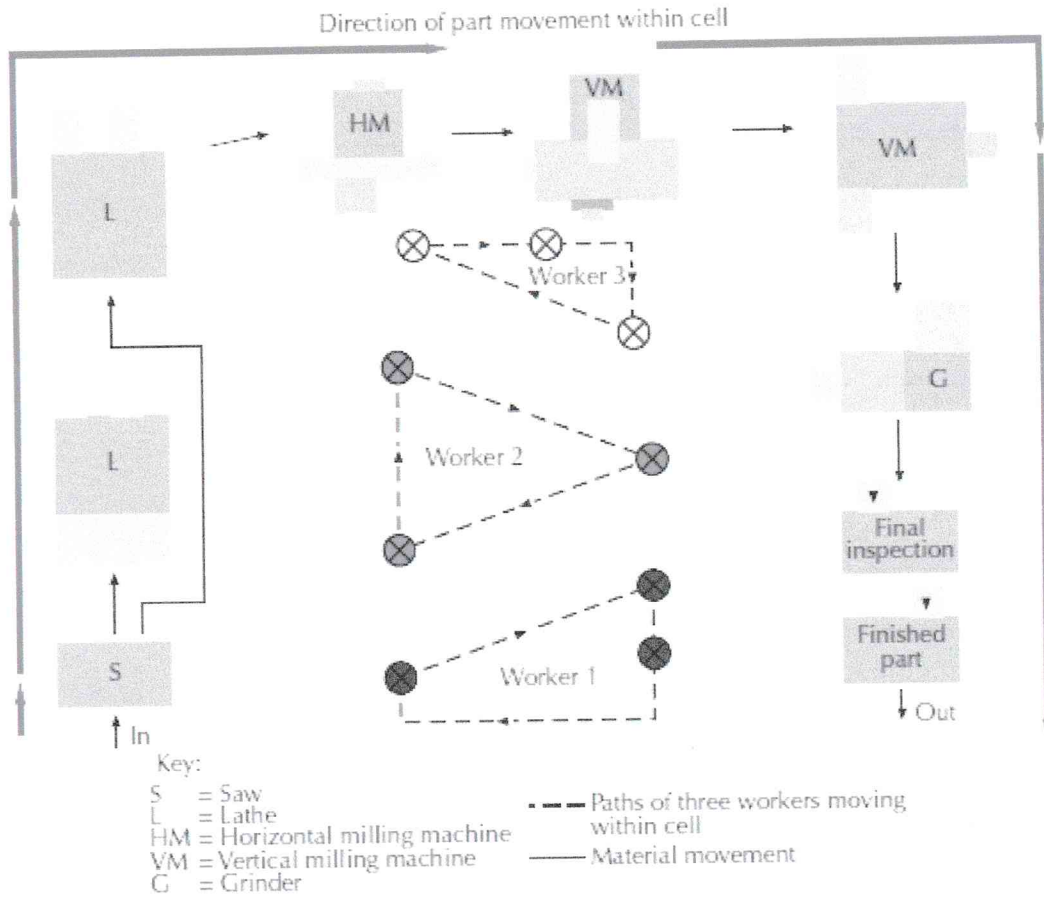 Direction of part movement within cell
VM
HM
VM
L
Worker 3
G
L
Worker 2
Final
inspection
Finished
part
S
Worker 1
Out
In
Key:
S = Saw
L = Lathe
HM = Horizontal milling machine
VM = Vertical milling machine
G = Grinder
Paths of three workers moving
within cell
Material movement